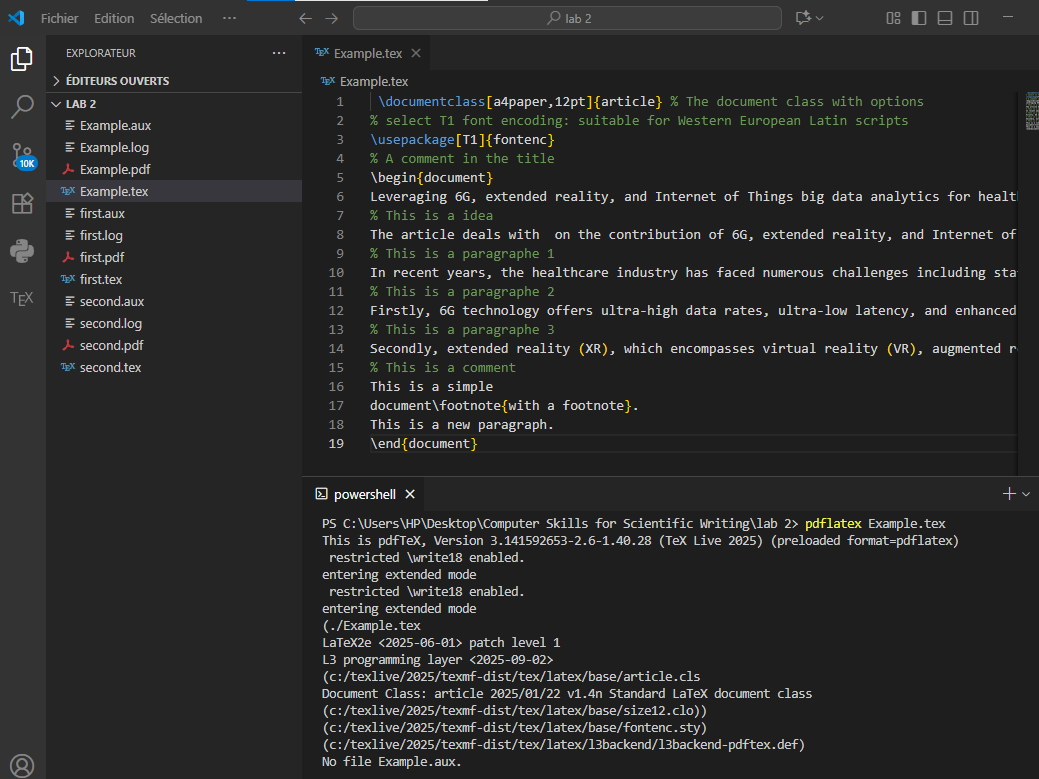 Fichier Edition Sélection ··· lab 2
EXPLORATEUR ···
ÉDITEURS OUVERTS
LAB 2
Example.aux
Example.log
Example.pdf
TEX Example.tex
first.aux
first.log
first.pdf
TEX first.tex
second.aux
second.log
second.pdf
TEX second.tex
10K
TEX
TEX Example.tex
TEX Example.tex
1 \documentclass[a4paper,12pt]{article} % The document class with options
2 % select T1 font encoding: suitable for Western European Latin scripts
3 \usepackage[T1]{fontenc}
4 % A comment in the title
5 \begin{document}
6 Leveraging 6G, extended reality, and Internet of Things big data analytics for healt
7 % This is a idea
8 The article deals with  on the contribution of 6G, extended reality, and Internet of
9 % This is a paragraphe 1
10 In recent years, the healthcare industry has faced numerous challenges including sta
11 % This is a paragraphe 2
12 Firstly, 6G technology offers ultra-high data rates, ultra-low latency, and enhanced
13 % This is a paragraphe 3
14 Secondly, extended reality (XR), which encompasses virtual reality (VR), augmented r
15 % This is a comment
16 This is a simple
17 document\footnote{with a footnote}.
18 This is a new paragraph.
19 \end{document}
powershell
PS C:\Users\HP\Desktop\Computer Skills for Scientific Writing\lab 2> pdflatex Example.tex
This is pdfTeX, Version 3.141592653-2.6-1.40.28 (TeX Live 2025) (preloaded format=pdflatex)
restricted \write18 enabled.
entering extended mode
restricted \write18 enabled.
entering extended mode
(./Example.tex
LaTeX2e <2025-06-01> patch level 1
L3 programming layer <2025-09-02>
(c:/texlive/2025/texmf-dist/tex/latex/base/article.cls
Document Class: article 2025/01/22 v1.4n Standard LaTeX document class
(c:/texlive/2025/texmf-dist/tex/latex/base/size12.clo))
(c:/texlive/2025/texmf-dist/tex/latex/base/fontenc.sty)
(c:/texlive/2025/texmf-dist/tex/latex/l3backend/l3backend-pdftex.def)
No file Example.aux.